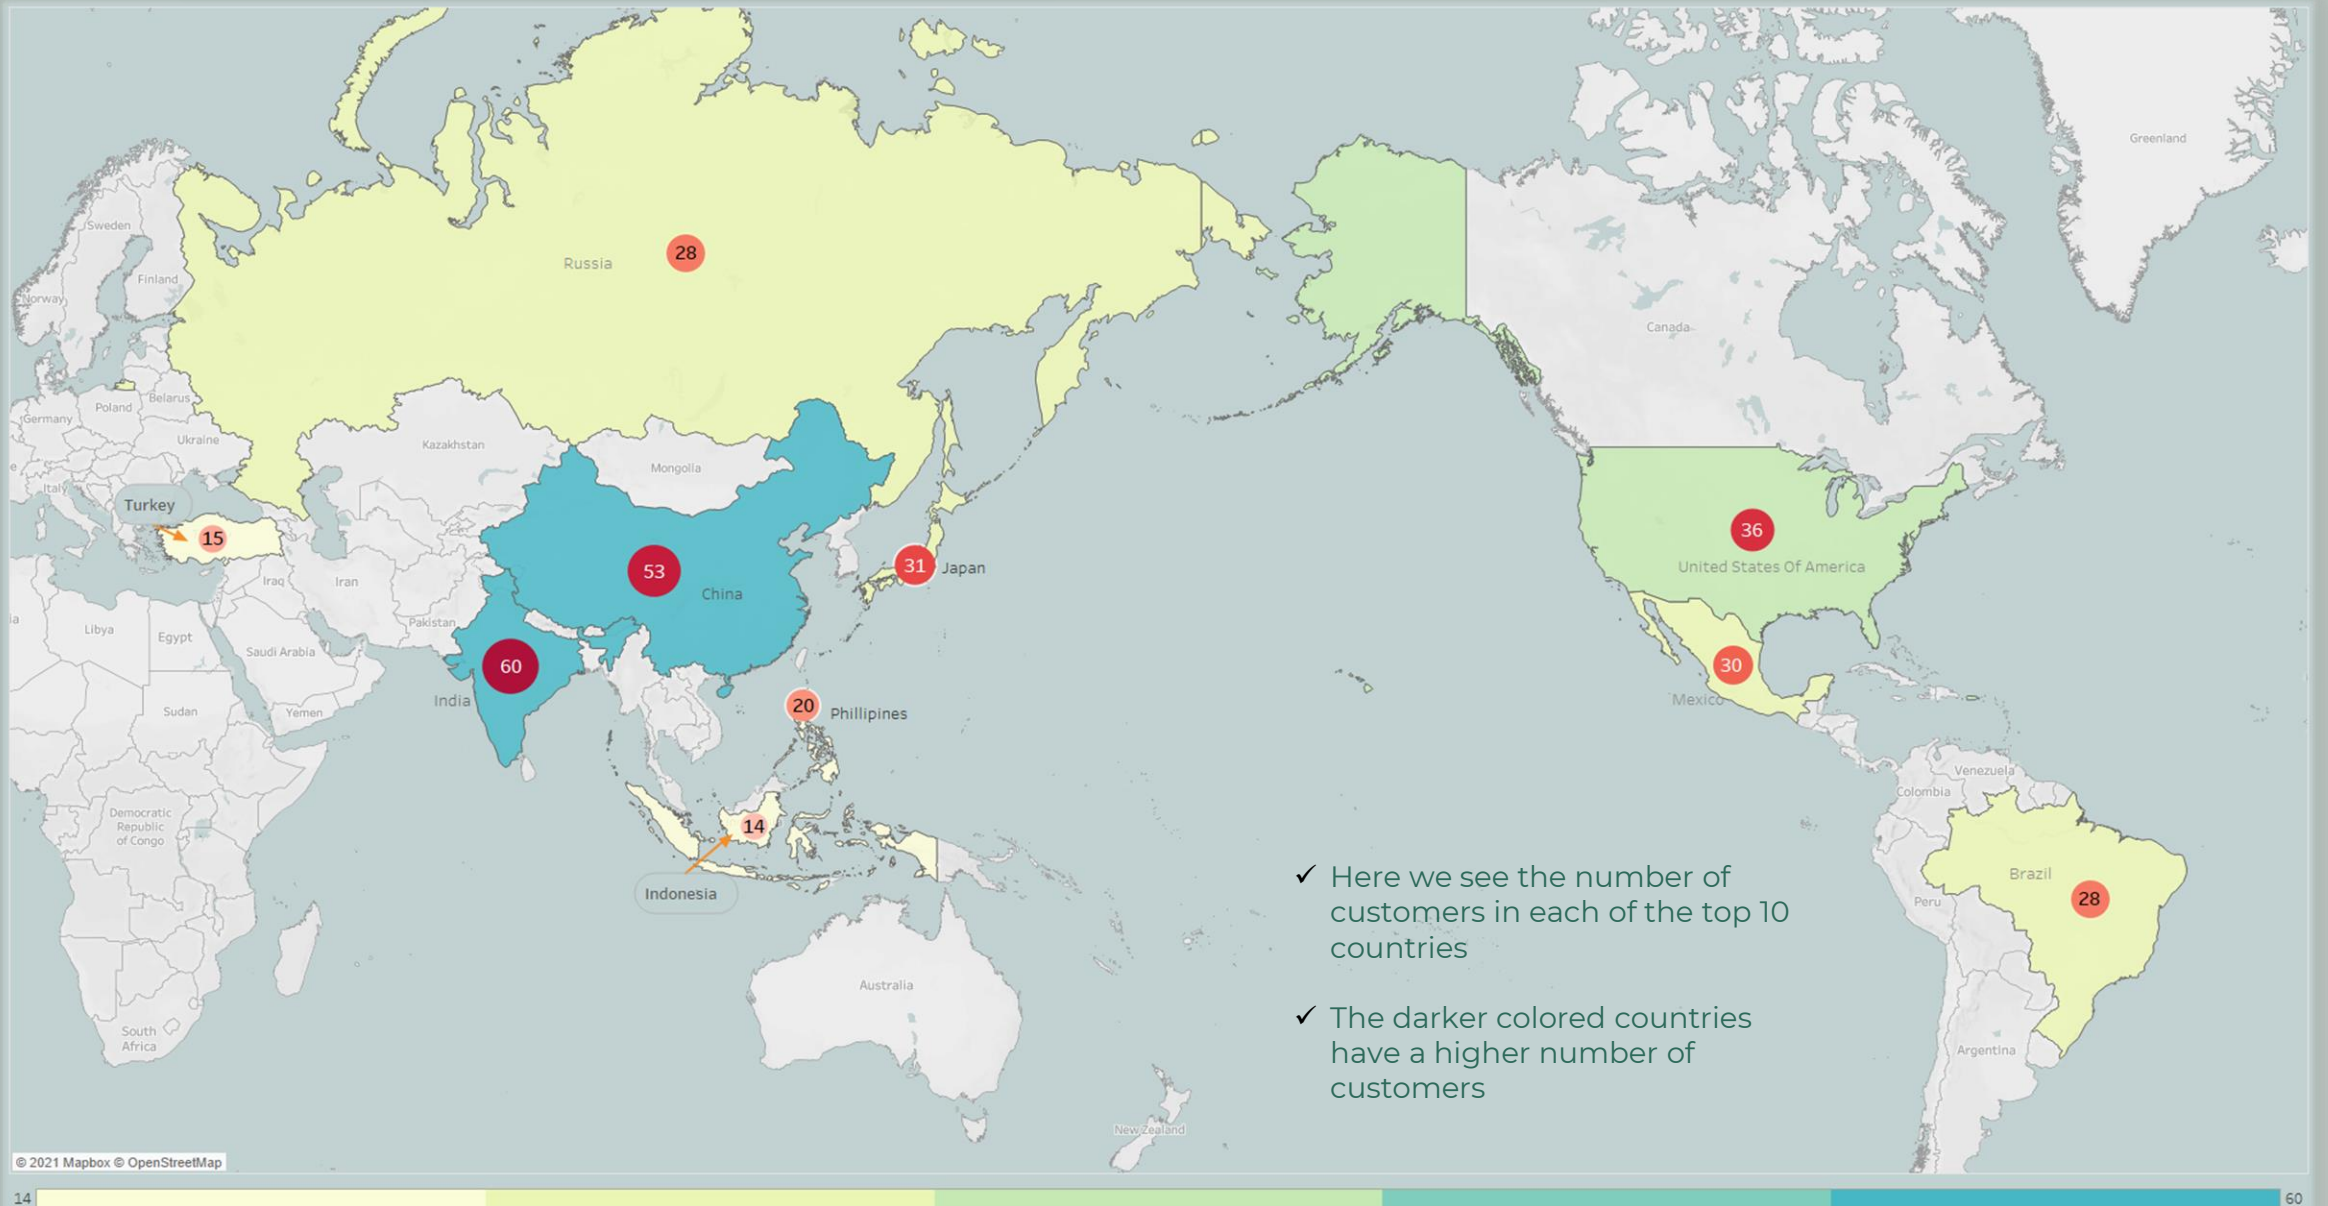 Greenland
Sweden
Finland
Norway
Russia
28
Canada
Belarus
Poland
Germany
Ukraine
Kazakhstan
Mongolia
Italy
Turkey
15
53
China
31
Japan
36
United States Of America
Iraq
Iran
Pakistan
Libya
Egypt
Saudi Arabia
60
India
30
Mexico
Sudan
Yemen
20
Phillipines
Venezuela
Colombia
Democratic
Republic
of Congo
14
Indonesia
Brazil
28
Peru
✓ Here we see the number of
customers in each of the top 10
countries
Australia
✓ The darker colored countries
have a higher number of
customers
South
Africa
Argentina
New Zealand
© 2021 Mapbox © OpenStreetMap
14
60